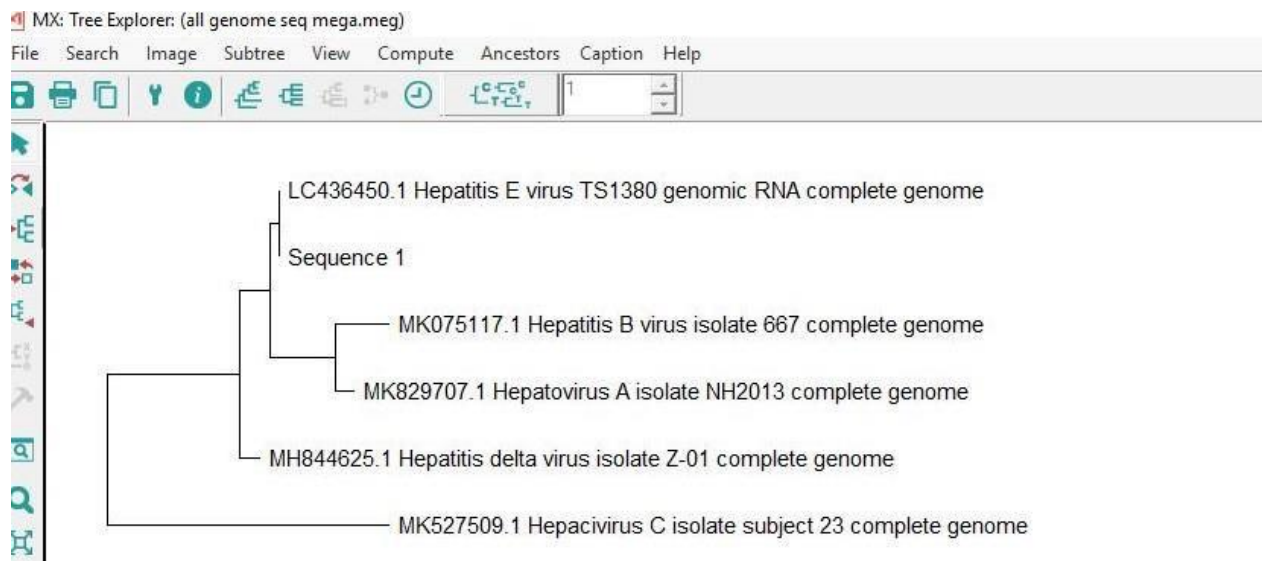 MX: Tree Explorer: (all genome seq mega.meg)
File Search Image Subtree View Compute Ancestors Caption Help
1
LC436450.1 Hepatitis E virus TS1380 genomic RNA complete genome
Sequence 1
MK075117.1 Hepatitis B virus isolate 667 complete genome
MK829707.1 Hepatovirus A isolate NH2013 complete genome
MH844625.1 Hepatitis delta virus isolate Z-01 complete genome
MK527509.1 Hepacivirus C isolate subject 23 complete genome